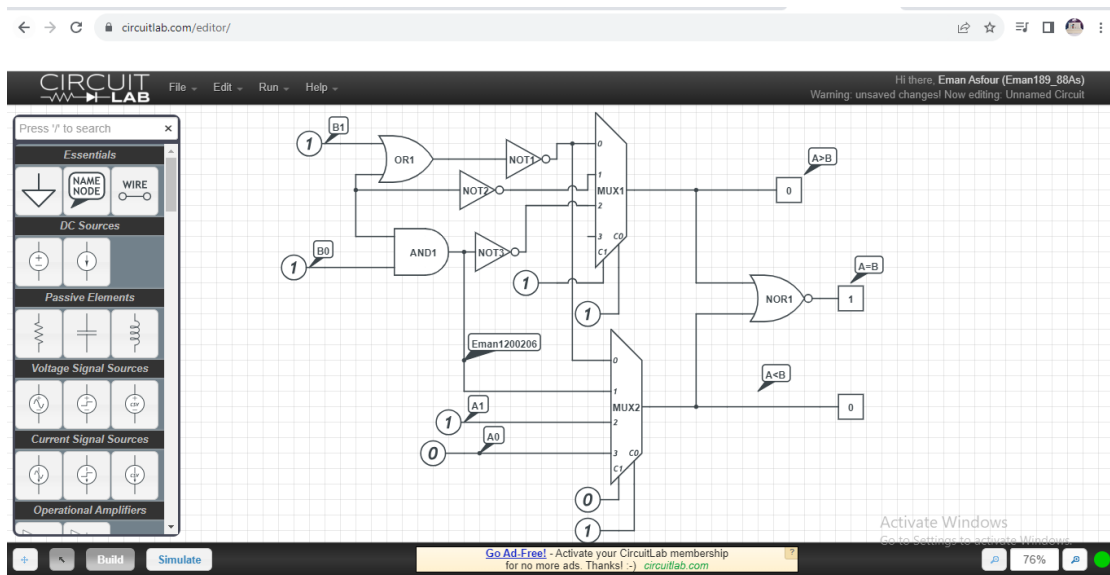 circuitlab.com/editor/
CIRCUIT
LAB
File
Edit
Run
Help
Hi there, Eman Asfour (Eman189_88As)
Warning: unsaved changes! Now editing: Unnamed Circuit
Press '/' to search
×
Essentials
NAME
NODE
WIRE
DC Sources
Passive Elements
Voltage Signal Sources
CSV
Current Signal Sources
CSV
Operational Amplifiers
B1
1
OR1
NOT1
NOT2
B0
1
AND1
NOT3
0
1
MUX1
2
3 C0
C1
1
1
A>B
0
A=B
NOR1
1
Eman1200206
A1
1
A0
0
0
1
MUX2
2
3 C0
C1
0
1
A<B
0
Activate Windows
Go to Settings to activate Windows.
Build
Simulate
Go Ad-Free! - Activate your CircuitLab membership
for no more ads. Thanks! :-) circuitlab.com
?
76%